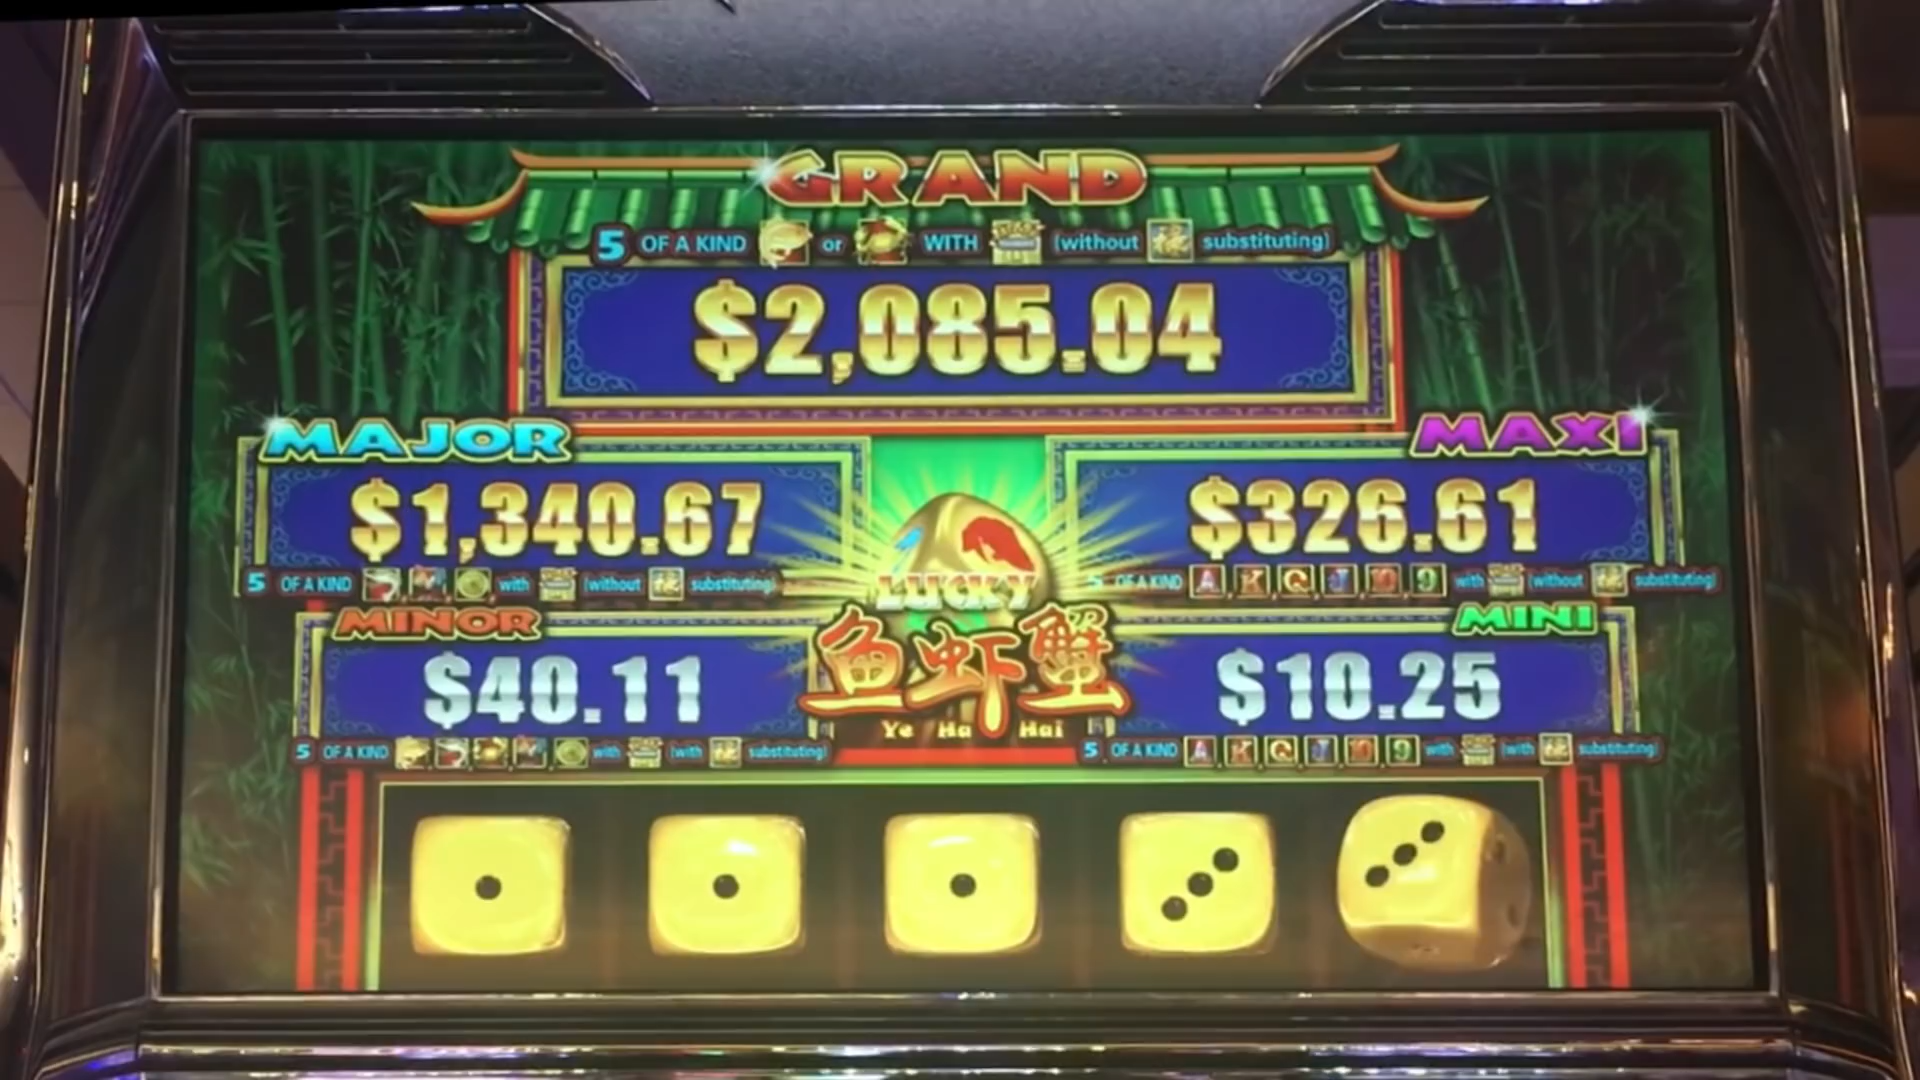 GRAND
5 OF A KIND or WITH (without 福 substituting)
$2,085.04
MAJOR
MAXI
$1,340.67
$326.61
5 OF A KIND , , with (without substituting)
5 OF A KIND A, K, Q, J, 10, 9 with (without substituting)
LUCKY
MINOR
MINI
鱼虾蟹
$40.11
$10.25
Ye Ha Hai
5 OF A KIND , , , , with (with substituting)
5 OF A KIND A, K, Q, J, 10, 9 with (with substituting)